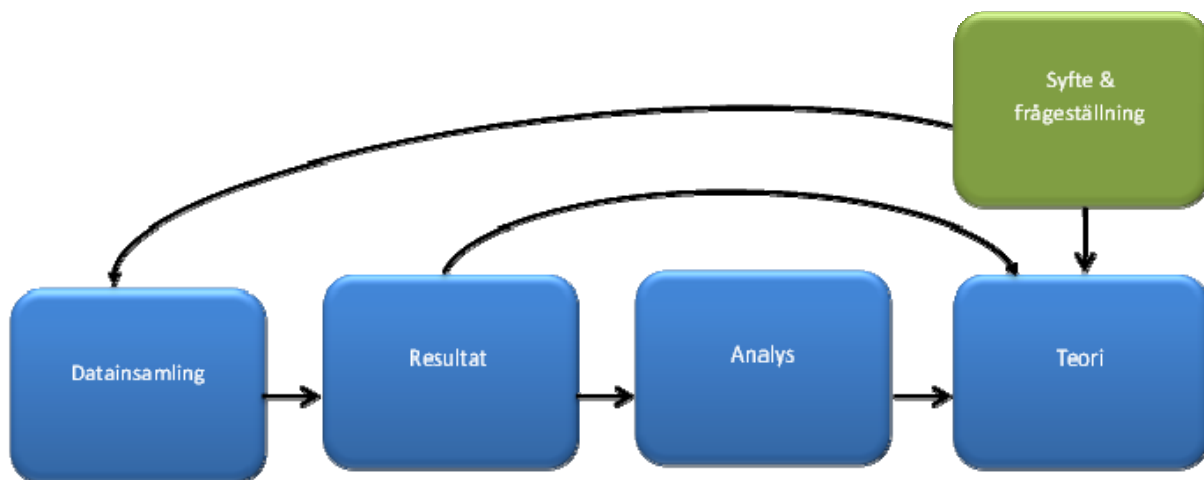 Syfte &
frågeställning
Datainsamling
Resultat
Analys
Teori